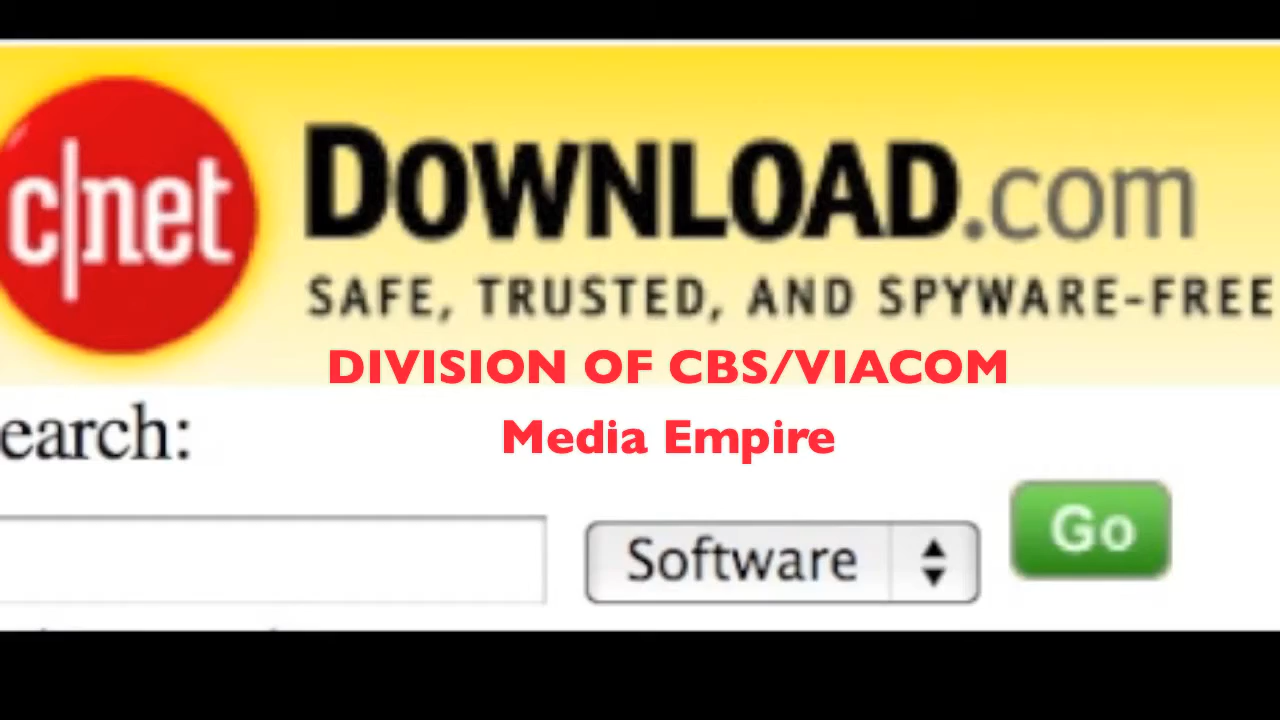 c|net
DOWNLOAD.com
SAFE, TRUSTED, AND SPYWARE-FREE
DIVISION OF CBS/VIACOM
Media Empire
earch:
Software
Go